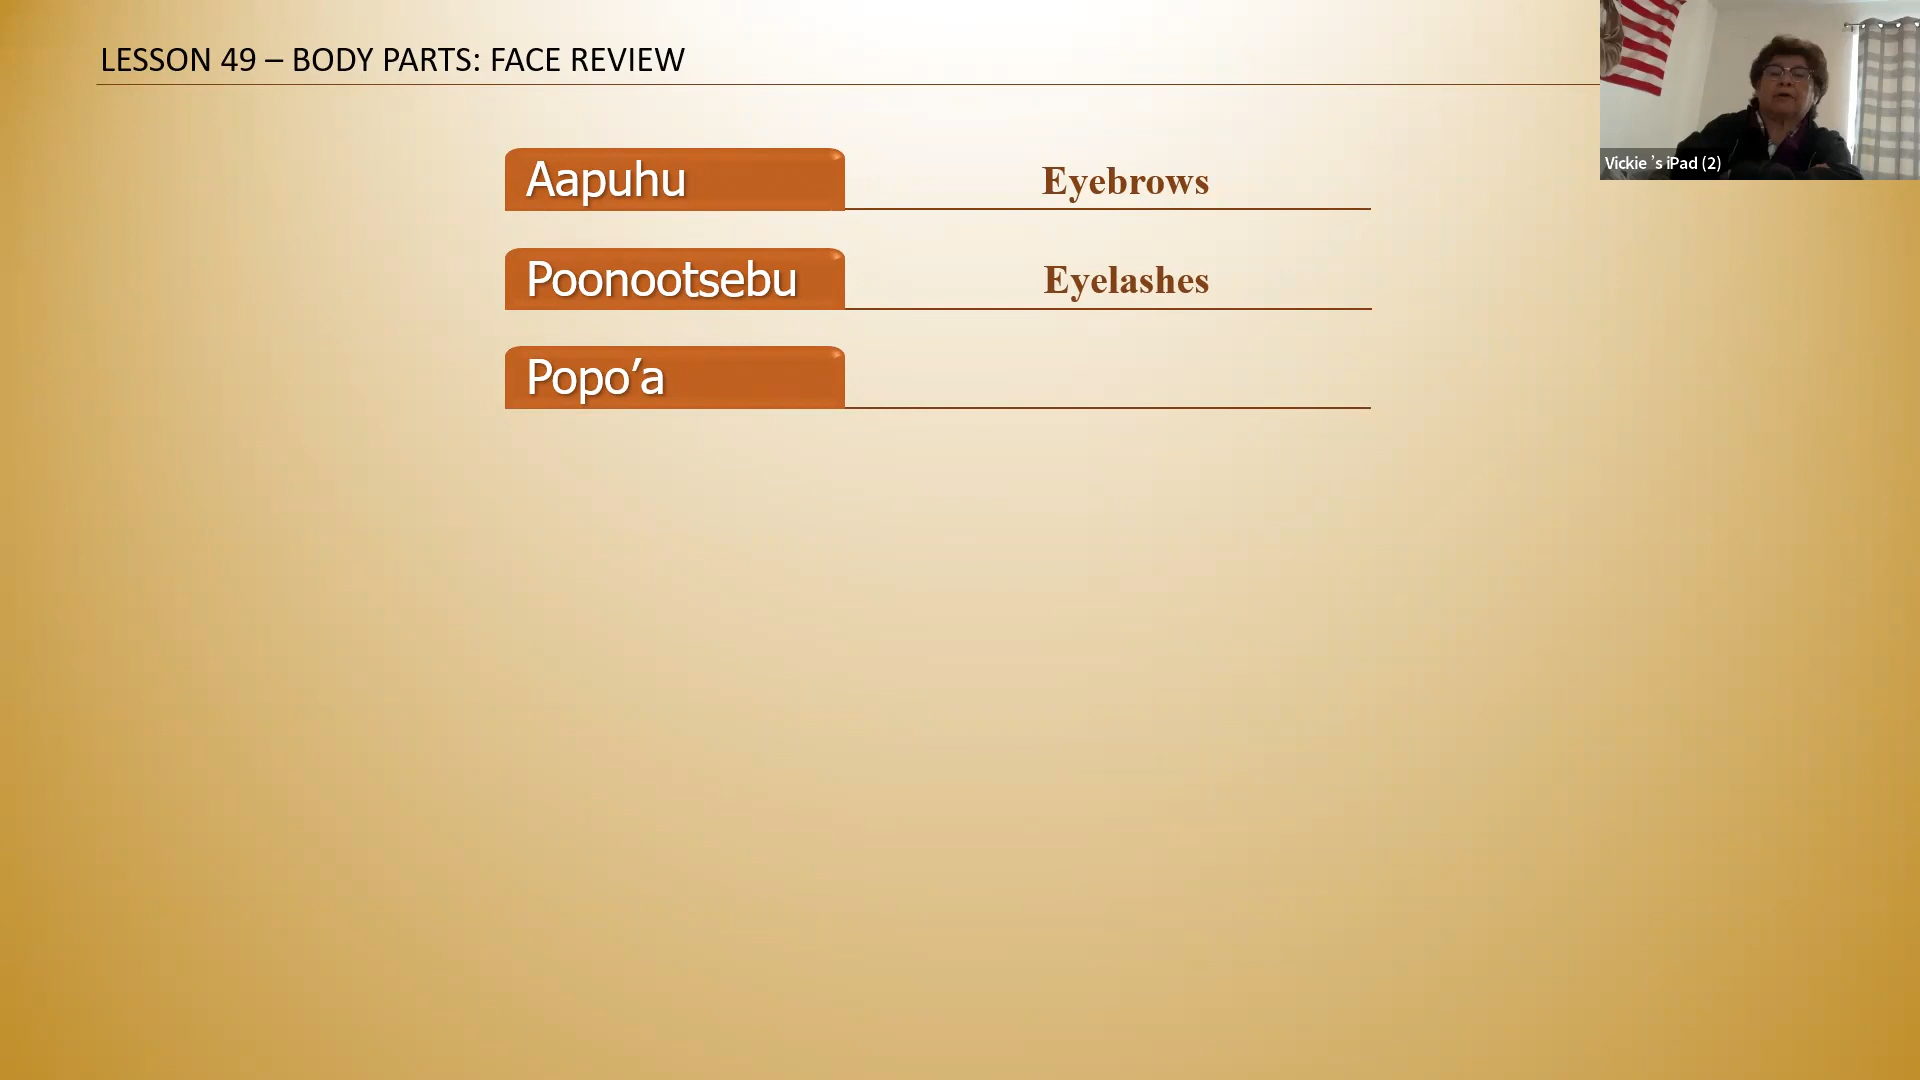 LESSON 49 – BODY PARTS: FACE REVIEW
Aapuhu Eyebrows
Poonootsebu Eyelashes
Popo’a
Vickie ’s iPad (2)